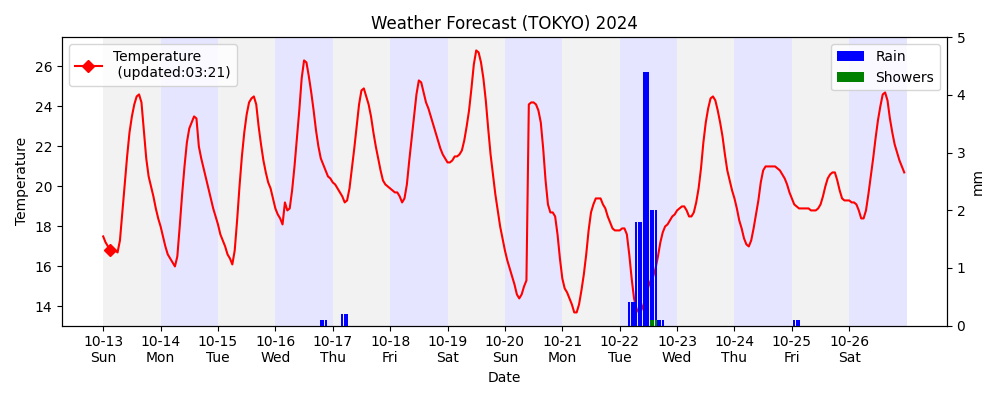 Weather Forecast (TOKYO) 2024
Temperature
(updated:03:21)
Rain
Showers
Temperature
26
24
22
20
18
16
14
5
4
3
2
1
0
mm
10-13 10-14 10-15 10-16 10-17 10-18 10-19 10-20 10-21 10-22 10-23 10-24 10-25 10-26
Sun Mon Tue Wed Thu Fri Sat Sun Mon Tue Wed Thu Fri Sat
Date